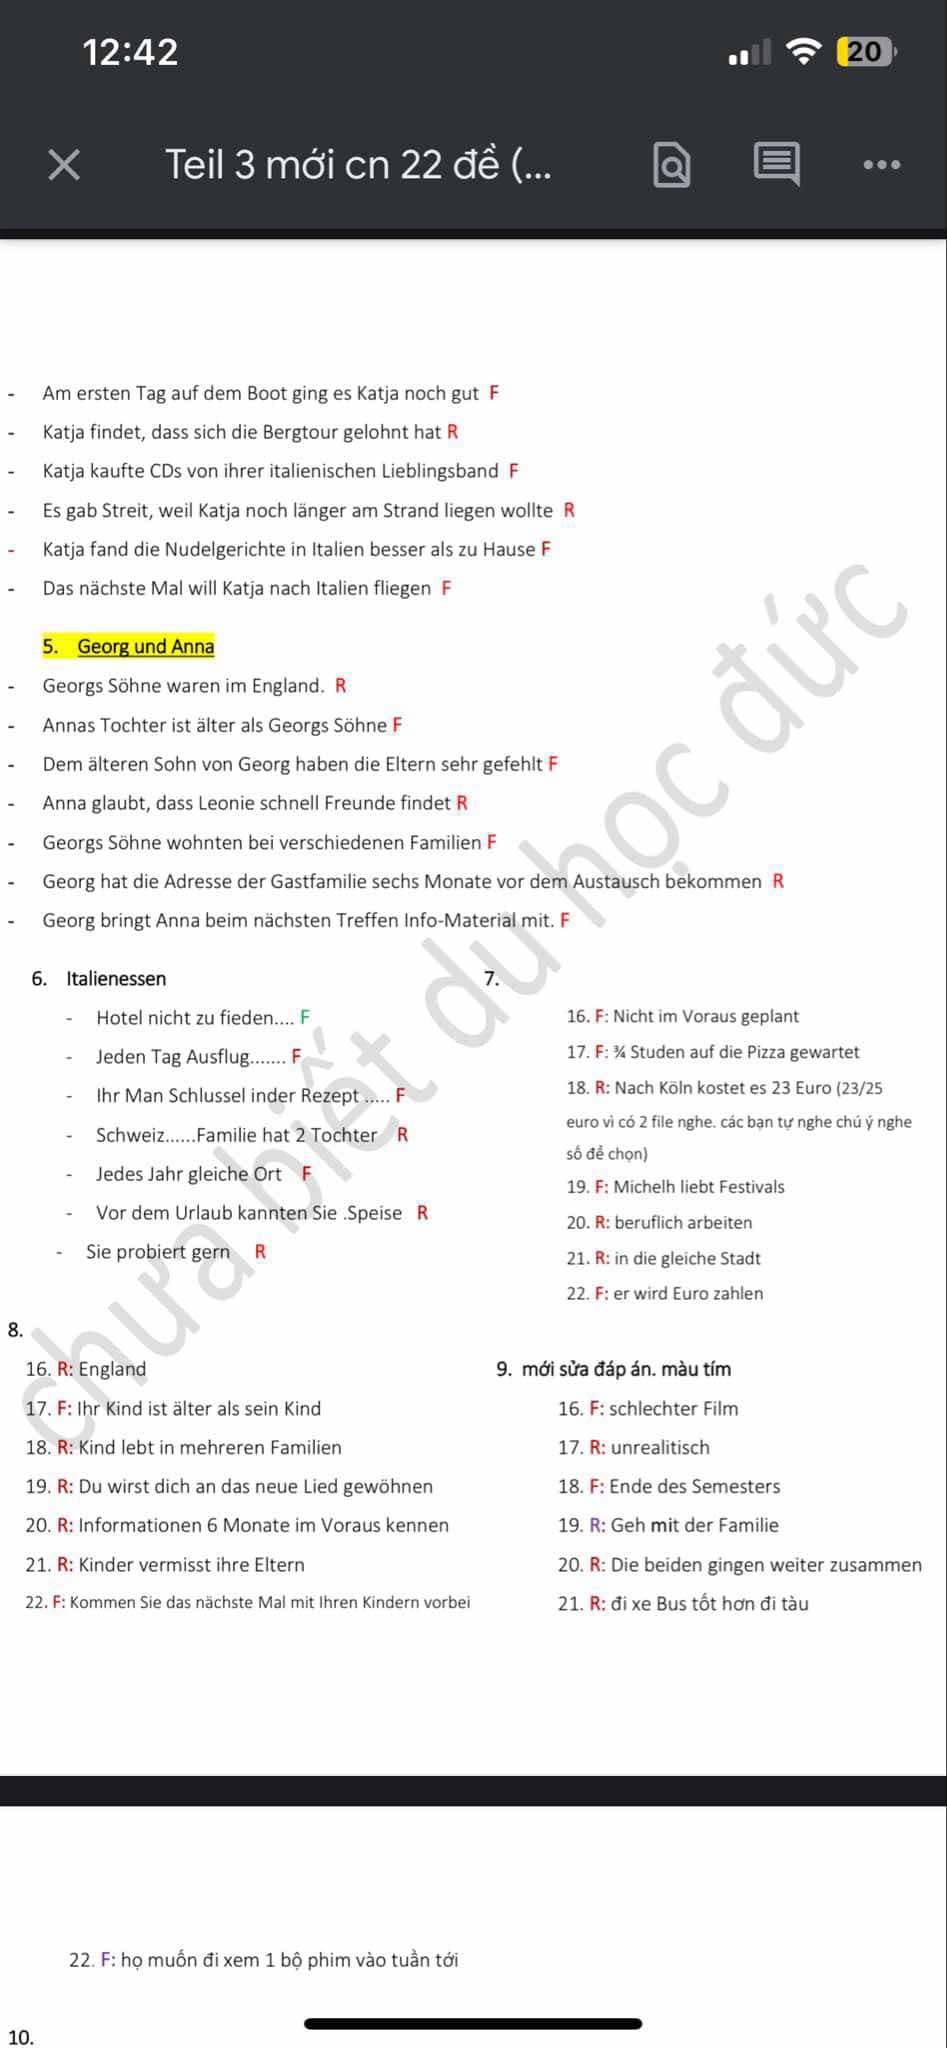 12:42
20
Teil 3 mới cn 22 đề (...
- Am ersten Tag auf dem Boot ging es Katja noch gut F
- Katja findet, dass sich die Bergtour gelohnt hat R
- Katja kaufte CDs von ihrer italienischen Lieblingsband F
- Es gab Streit, weil Katja noch länger am Strand liegen wollte R
- Katja fand die Nudelgerichte in Italien besser als zu Hause F
- Das nächste Mal will Katja nach Italien fliegen F
5. Georg und Anna
- Georgs Söhne waren im England. R
- Annas Tochter ist älter als Georgs Söhne F
- Dem älteren Sohn von Georg haben die Eltern sehr gefehlt F
- Anna glaubt, dass Leonie schnell Freunde findet R
- Georgs Söhne wohnten bei verschiedenen Familien F
- Georg hat die Adresse der Gastfamilie sechs Monate vor dem Austausch bekommen R
- Georg bringt Anna beim nächsten Treffen Info-Material mit. F
6. Italienessen
- Hotel nicht zu fieden.... F
- Jeden Tag Ausflug....... F
- Ihr Man Schlussel inder Rezept ..... F
- Schweiz......Familie hat 2 Tochter R
- Jedes Jahr gleiche Ort F
- Vor dem Urlaub kannten Sie .Speise R
- Sie probiert gern R
7.
16. F: Nicht im Voraus geplant
17. F: ¾ Studen auf die Pizza gewartet
18. R: Nach Köln kostet es 23 Euro (23/25
euro vì có 2 file nghe. các bạn tự nghe chú ý nghe
số để chọn)
19. F: Michelh liebt Festivals
20. R: beruflich arbeiten
21. R: in die gleiche Stadt
22. F: er wird Euro zahlen
8.
16. R: England
17. F: Ihr Kind ist älter als sein Kind
18. R: Kind lebt in mehreren Familien
19. R: Du wirst dich an das neue Lied gewöhnen
20. R: Informationen 6 Monate im Voraus kennen
21. R: Kinder vermisst ihre Eltern
22. F: Kommen Sie das nächste Mal mit Ihren Kindern vorbei
9. mới sửa đáp án. màu tím
16. F: schlechter Film
17. R: unrealitisch
18. F: Ende des Semesters
19. R: Geh mit der Familie
20. R: Die beiden gingen weiter zusammen
21. R: đi xe Bus tốt hơn đi tàu
22. F: họ muốn đi xem 1 bộ phim vào tuần tới
10.
chưa biết du học đức